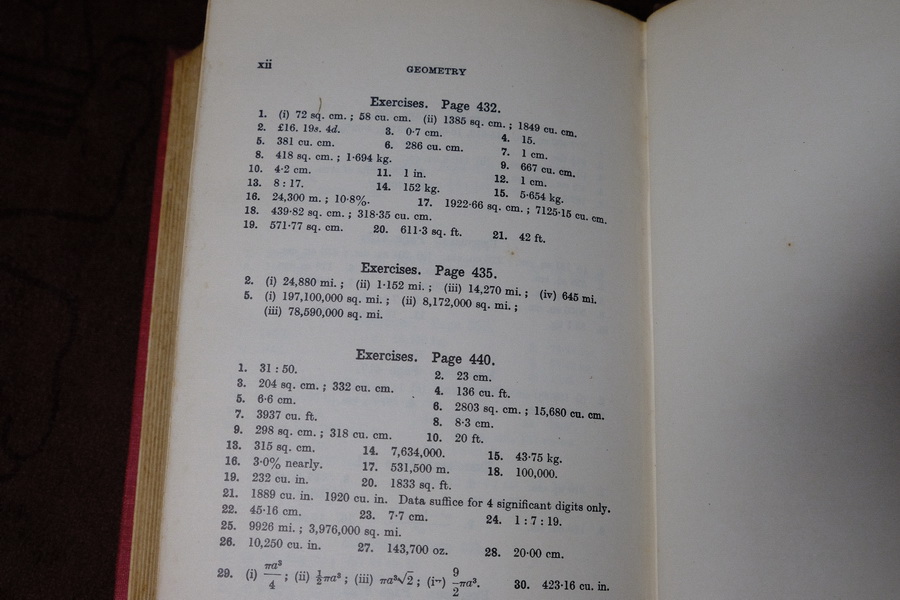 xii GEOMETRY
Exercises. Page 432.
1. (i) 72 sq. cm. ; 58 cu. cm. (ii) 1385 sq. cm. ; 1849 cu. cm.
2. £16. 19s. 4d. 3. 0·7 cm. 4. 15.
5. 381 cu. cm. 6. 286 cu. cm. 7. 1 cm.
8. 418 sq. cm. ; 1·694 kg. 9. 667 cu. cm.
10. 4·2 cm. 11. 1 in. 12. 1 cm.
13. 8 : 17. 14. 152 kg. 15. 5·654 kg.
16. 24,300 m. ; 10·8%. 17. 1922·66 sq. cm. ; 7125·15 cu. cm.
18. 439·82 sq. cm. ; 318·35 cu. cm.
19. 571·77 sq. cm. 20. 611·3 sq. ft. 21. 42 ft.
Exercises. Page 435.
2. (i) 24,880 mi. ; (ii) 1·152 mi. ; (iii) 14,270 mi. ; (iv) 645 mi.
5. (i) 197,100,000 sq. mi. ; (ii) 8,172,000 sq. mi. ;
(iii) 78,590,000 sq. mi.
Exercises. Page 440.
1. 31 : 50. 2. 23 cm.
3. 204 sq. cm. ; 332 cu. cm. 4. 136 cu. ft.
5. 6·6 cm. 6. 2803 sq. cm. ; 15,680 cu. cm.
7. 3937 cu. ft. 8. 8·3 cm.
9. 298 sq. cm. ; 318 cu. cm. 10. 20 ft.
13. 315 sq. cm. 14. 7,634,000. 15. 43·75 kg.
16. 3·0% nearly. 17. 531,500 m. 18. 100,000.
19. 232 cu. in. 20. 1833 sq. ft.
21. 1889 cu. in. 1920 cu. in. Data suffice for 4 significant digits only.
22. 45·16 cm. 23. 7·7 cm. 24. 1 : 7 : 19.
25. 9926 mi. ; 3,976,000 sq. mi.
26. 10,250 cu. in. 27. 143,700 oz. 28. 20·00 cm.
29. (i) πa³/4 ; (ii) ½πa³ ; (iii) πa³√2 ; 9/2 πa³. 30. 423·16 cu. in.